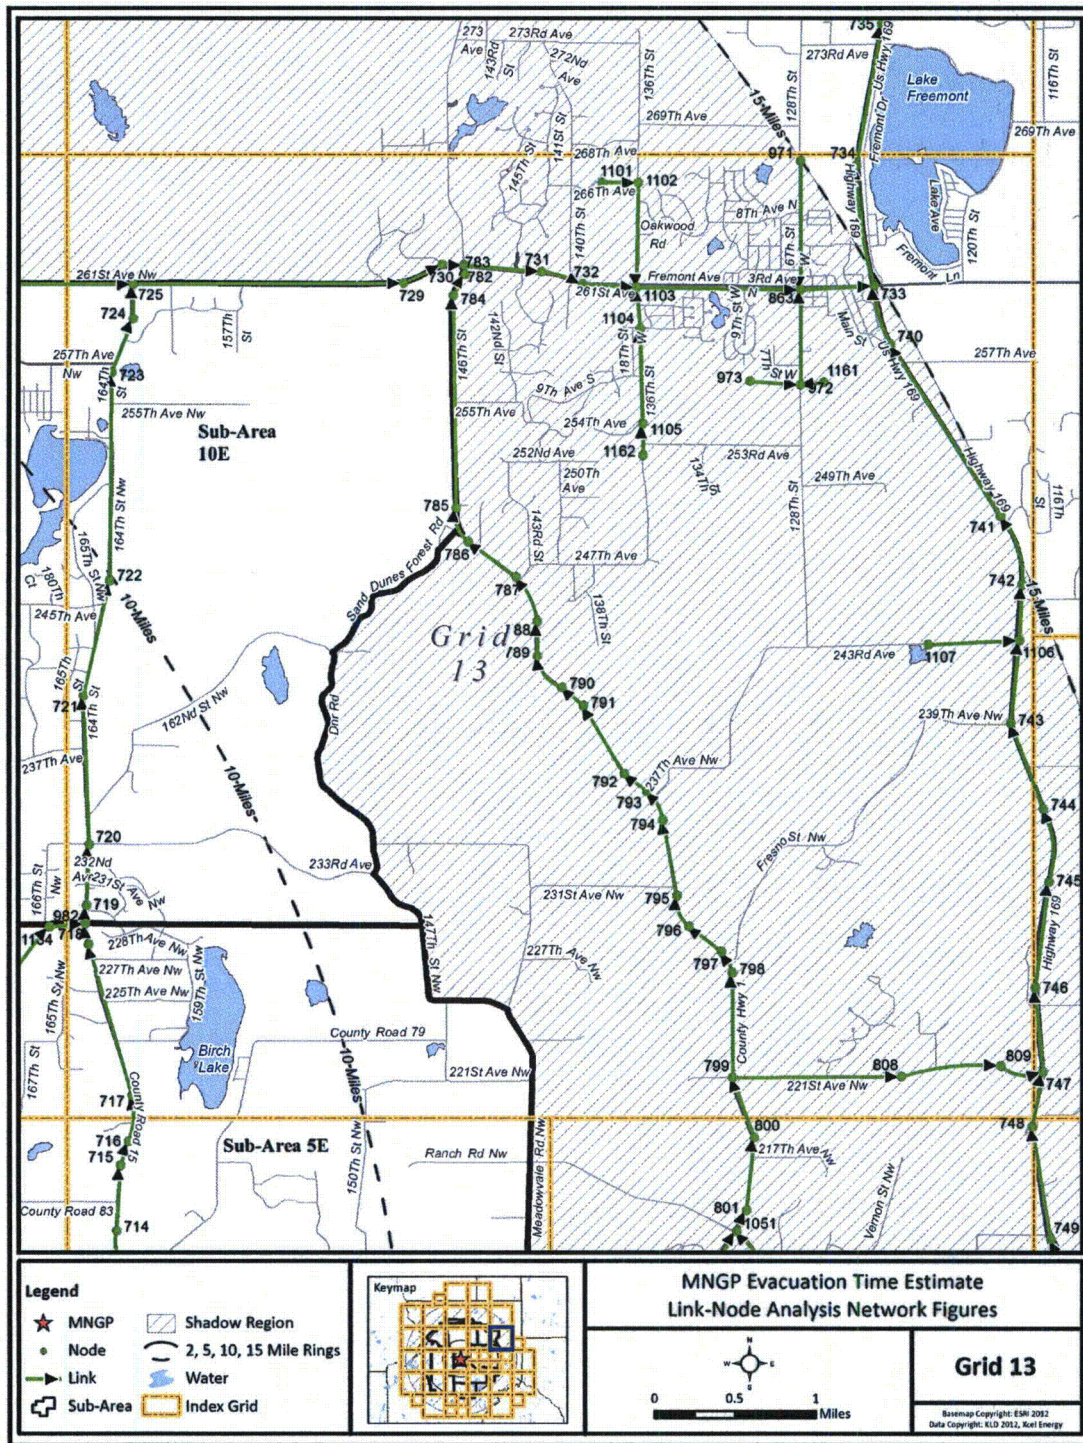 735
273
Ave
273Rd Ave
273Rd Ave
143Rd
St
272Nd
Ave
136Th St
128Th St
116Th St
Lake
Freemont
Fremont Dr
Us Hwy 169
15-Miles
269Th Ave
269Th Ave
141St St
145Th St
268Th Ave
971
734
1101
1102
266Th Ave
8Th Ave N
Highway 169
Lake Ave
120Th St
140Th St
Oakwood
Rd
6Th St
W
Fremont
Ln
783
731
730
782
732
261St Ave Nw
725
729
784
261St Ave
Fremont Ave
3Rd Ave
N
1103
863
733
724
157Th
St
146Th St
142Nd St
1104
18Th St
W
9Th St W
Main St
740
Us Hwy 169
257Th Ave
Nw
164Th
St
723
257Th Ave
7Th
St W
973
1161
972
9Th Ave S
136Th St
255Th Ave Nw
255Th Ave
254Th Ave
1105
Sub-Area
10E
252Nd Ave
1162
253Rd Ave
134Th
St
250Th
Ave
249Th Ave
Highway 169
116Th
St
164Th St Nw
785
143Rd St
128Th St
741
165Th St Nw
Sand Dunes Forest Rd
786
247Th Ave
180Th
Ct
722
787
742
15-Miles
245Th Ave
10-Miles
138Th St
Grid
13
88
789
243Rd Ave
1107
1106
165Th
St
721
164Th St
162Nd St Nw
Dnr Rd
790
791
239Th Ave Nw
743
237Th Ave
10-Miles
792
237Th Ave Nw
793
744
794
720
Fresno St Nw
232Nd
Avr
231St Ave
Nw
233Rd Ave
166Th St
Nw
231St Ave Nw
795
745
982
719
1134
718
147Th St Nw
796
228Th Ave Nw
227Th Ave Nw
227Th Ave Nw
797
798
Highway 169
225Th Ave Nw
159Th St Nw
165Th St Nw
746
County Hwy 1
County Road 79
167Th St
Birch
Lake
10-Miles
221St Ave Nw
799
808
809
221St Ave Nw
747
717
County Road 15
800
748
716
Sub-Area 5E
150Th St Nw
Ranch Rd Nw
Meadowvale Rd Nw
217Th Ave Nw
715
Vernon St Nw
County Road 83
801
714
1051
749
Legend
MNGP
Node
Link
Sub-Area
Shadow Region
2, 5, 10, 15 Mile Rings
Water
Index Grid
Keymap
MNGP Evacuation Time Estimate
Link-Node Analysis Network Figures
N
W
E
S
0
0.5
1
Miles
Grid 13
Basemap Copyright: ESRI 2012
Data Copyright: KLD 2012, Xcel Energy